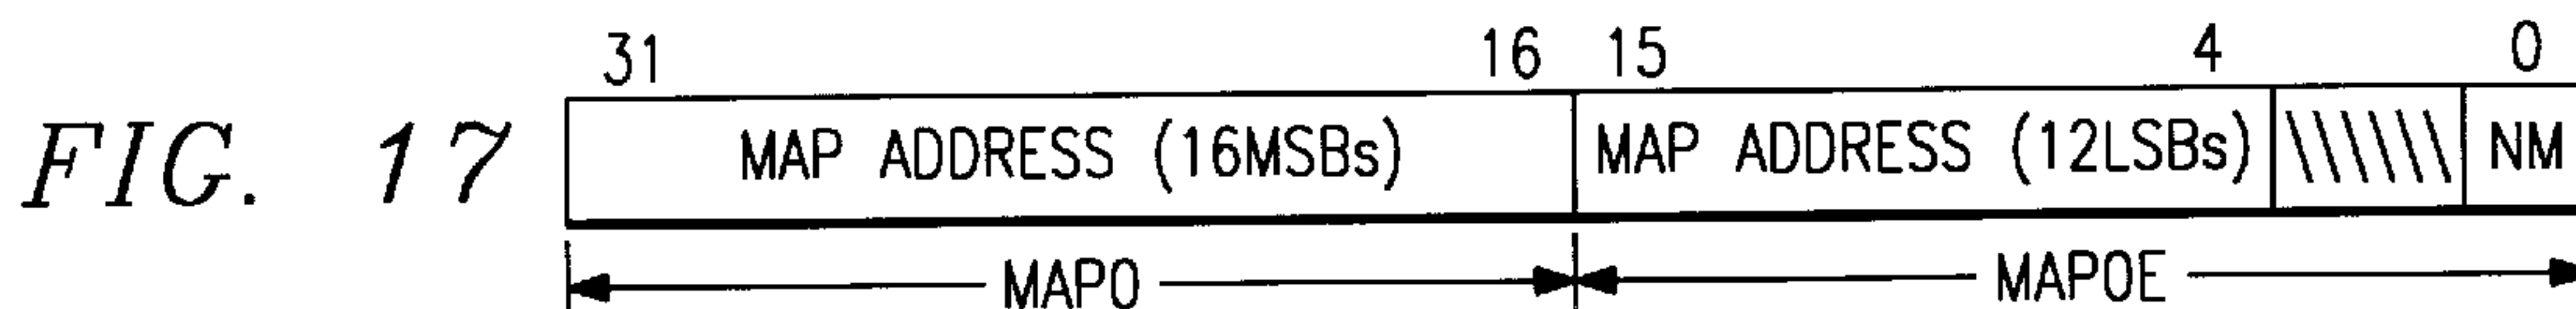 31 16 15 4 0
FIG. 17 MAP ADDRESS (16MSBs) MAP ADDRESS (12LSBs) NM
MAP0 MAP0E